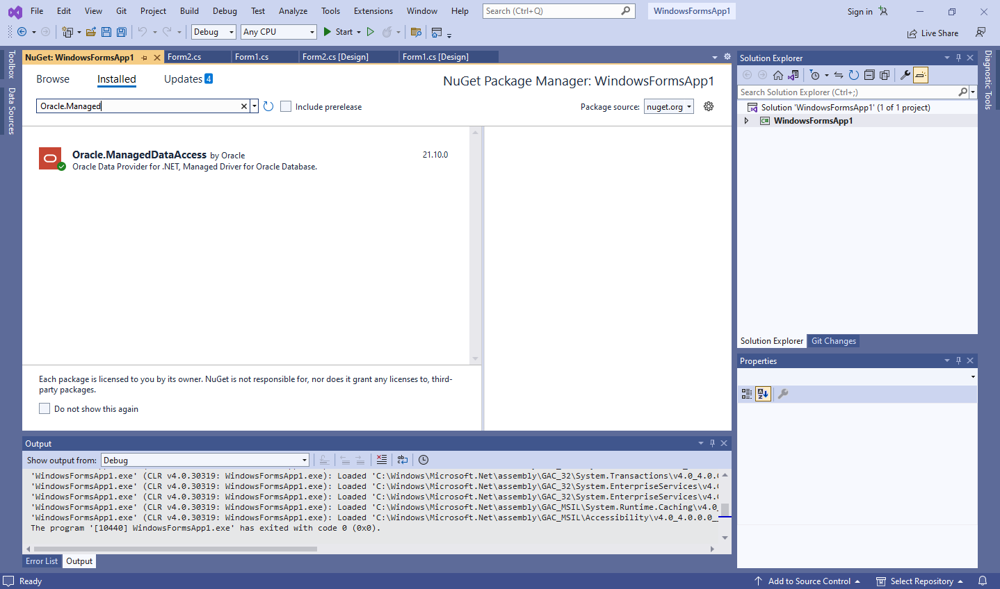 File Edit View Git Project Build Debug Test Analyze Tools Extensions Window Help Search (Ctrl+Q) WindowsFormsApp1 Sign in
Debug Any CPU Start Live Share
Toolbox
Data Sources
NuGet: WindowsFormsApp1 Form2.cs Form1.cs Form2.cs [Design] Form1.cs [Design]
Browse Installed Updates 4 NuGet Package Manager: WindowsFormsApp1
Oracle.Managed Include prerelease Package source: nuget.org
Oracle.ManagedDataAccess by Oracle 21.10.0
Oracle Data Provider for .NET, Managed Driver for Oracle Database.
Each package is licensed to you by its owner. NuGet is not responsible for, nor does it grant any licenses to, third-
party packages.
Do not show this again
Solution Explorer
Search Solution Explorer (Ctrl+;)
Solution 'WindowsFormsApp1' (1 of 1 project)
C# WindowsFormsApp1
Solution Explorer Git Changes
Properties
Diagnostic Tools
Output
Show output from: Debug
'WindowsFormsApp1.exe' (CLR v4.0.30319: WindowsFormsApp1.exe): Loaded 'C:\Windows\Microsoft.Net\assembly\GAC_32\System.Transactions\v4.0_4.0.0
'WindowsFormsApp1.exe' (CLR v4.0.30319: WindowsFormsApp1.exe): Loaded 'C:\Windows\Microsoft.Net\assembly\GAC_32\System.EnterpriseServices\v4.0
'WindowsFormsApp1.exe' (CLR v4.0.30319: WindowsFormsApp1.exe): Loaded 'C:\Windows\Microsoft.Net\assembly\GAC_32\System.EnterpriseServices\v4.0
'WindowsFormsApp1.exe' (CLR v4.0.30319: WindowsFormsApp1.exe): Loaded 'C:\Windows\Microsoft.Net\assembly\GAC_MSIL\System.Runtime.Caching\v4.0_
'WindowsFormsApp1.exe' (CLR v4.0.30319: WindowsFormsApp1.exe): Loaded 'C:\Windows\Microsoft.Net\assembly\GAC_MSIL\Accessibility\v4.0_4.0.0.0_
The program '[10440] WindowsFormsApp1.exe' has exited with code 0 (0x0).
Error List Output
Ready Add to Source Control Select Repository